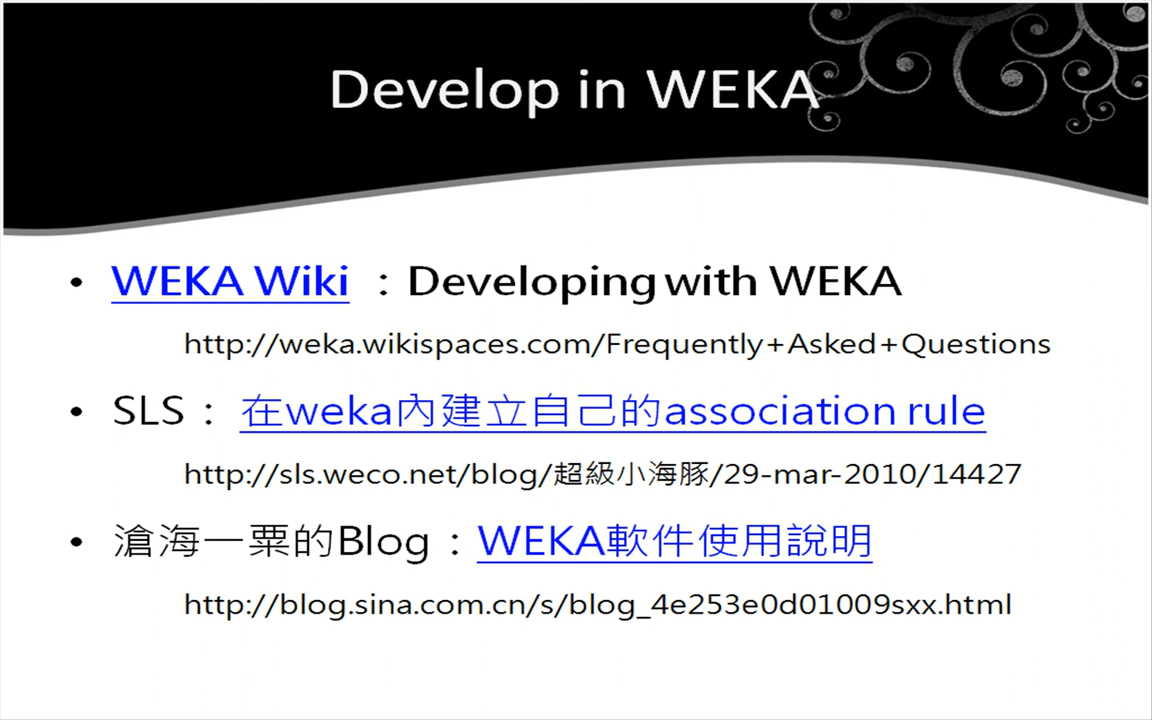 Develop in WEKA
• WEKA Wiki ：Developing with WEKA
http://weka.wikispaces.com/Frequently+Asked+Questions
• SLS： 在weka內建立自己的association rule
http://sls.weco.net/blog/超級小海豚/29-mar-2010/14427
• 滄海一粟的Blog：WEKA軟件使用說明
http://blog.sina.com.cn/s/blog_4e253e0d01009sxx.html